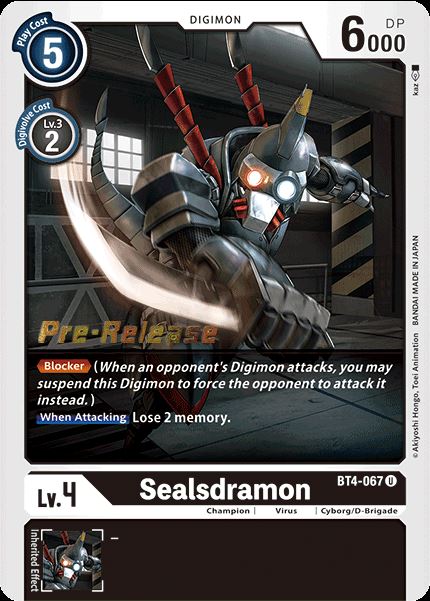 DIGIMON
Play Cost
5
6000
DP
Digivolve Cost
Lv.3
2
kaz
Pre-Release
Blocker (When an opponent's Digimon attacks, you may
suspend this Digimon to force the opponent to attack it
instead.)
When Attacking Lose 2 memory.
© Akiyoshi Hongo, Toei Animation BANDAI MADE IN JAPAN
Lv.4
Sealsdramon
BT4-067 U
Champion | Virus | Cyborg/D-Brigade
Inherited Effect
–